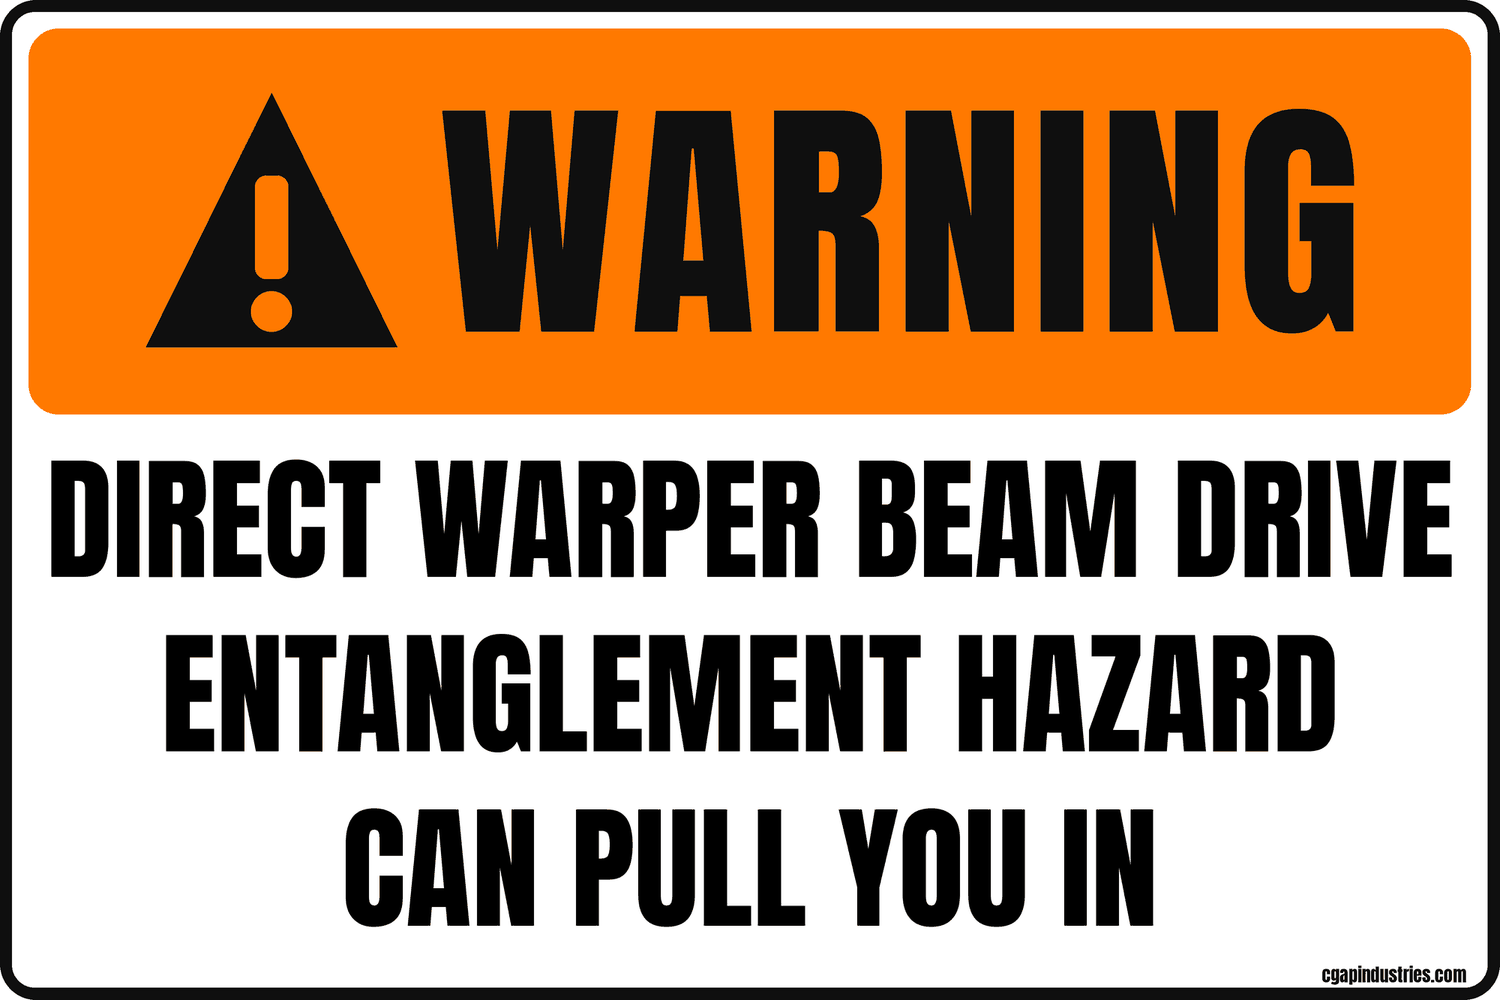 WARNING
DIRECT WARPER BEAM DRIVE
ENTANGLEMENT HAZARD
CAN PULL YOU IN
cgapindustries.com